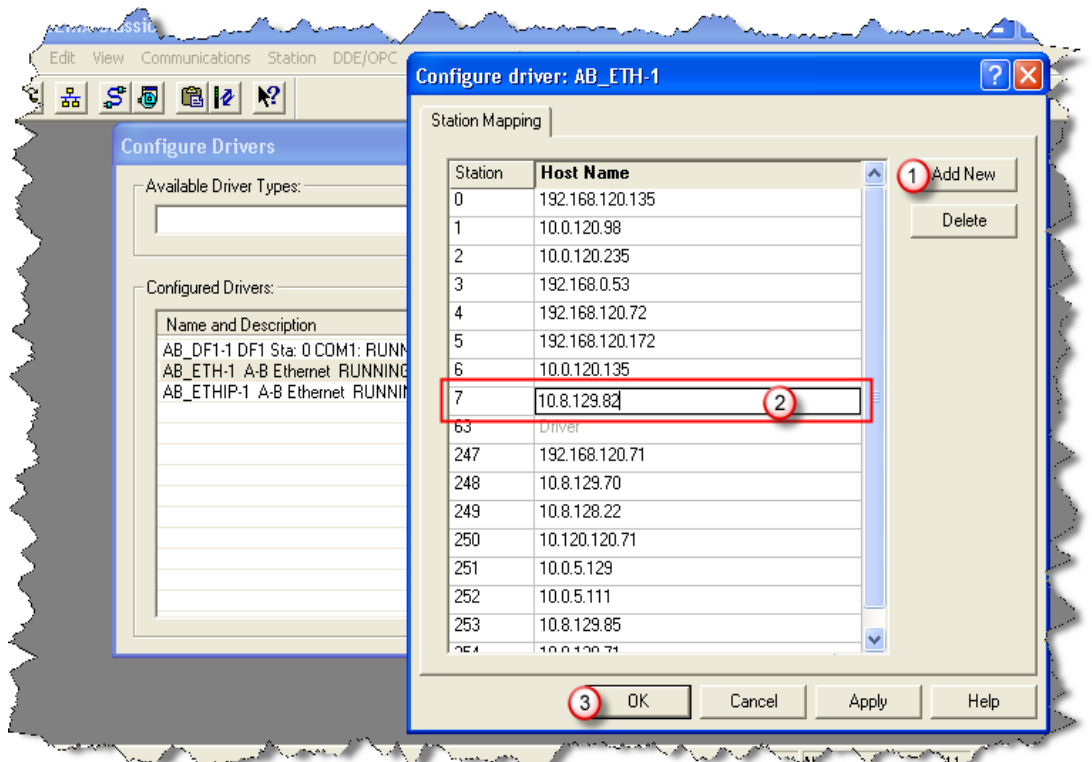 Edit View Communications Station DDE/OPC
Configure driver: AB_ETH-1
Station Mapping
Configure Drivers
Available Driver Types:
Configured Drivers:
Name and Description
AB_DF1-1 DF1 Sta: 0 COM1: RUNN
AB_ETH-1 A-B Ethernet RUNNING
AB_ETHIP-1 A-B Ethernet RUNNI
Station Host Name
0 192.168.120.135
1 10.0.120.98
2 10.0.120.235
3 192.168.0.53
4 192.168.120.72
5 192.168.120.172
6 10.0.120.135
7 10.8.129.82 2
63 Driver
247 192.168.120.71
248 10.8.129.70
249 10.8.128.22
250 10.120.120.71
251 10.0.5.129
252 10.0.5.111
253 10.8.129.85
1 Add New
Delete
3 OK Cancel Apply Help